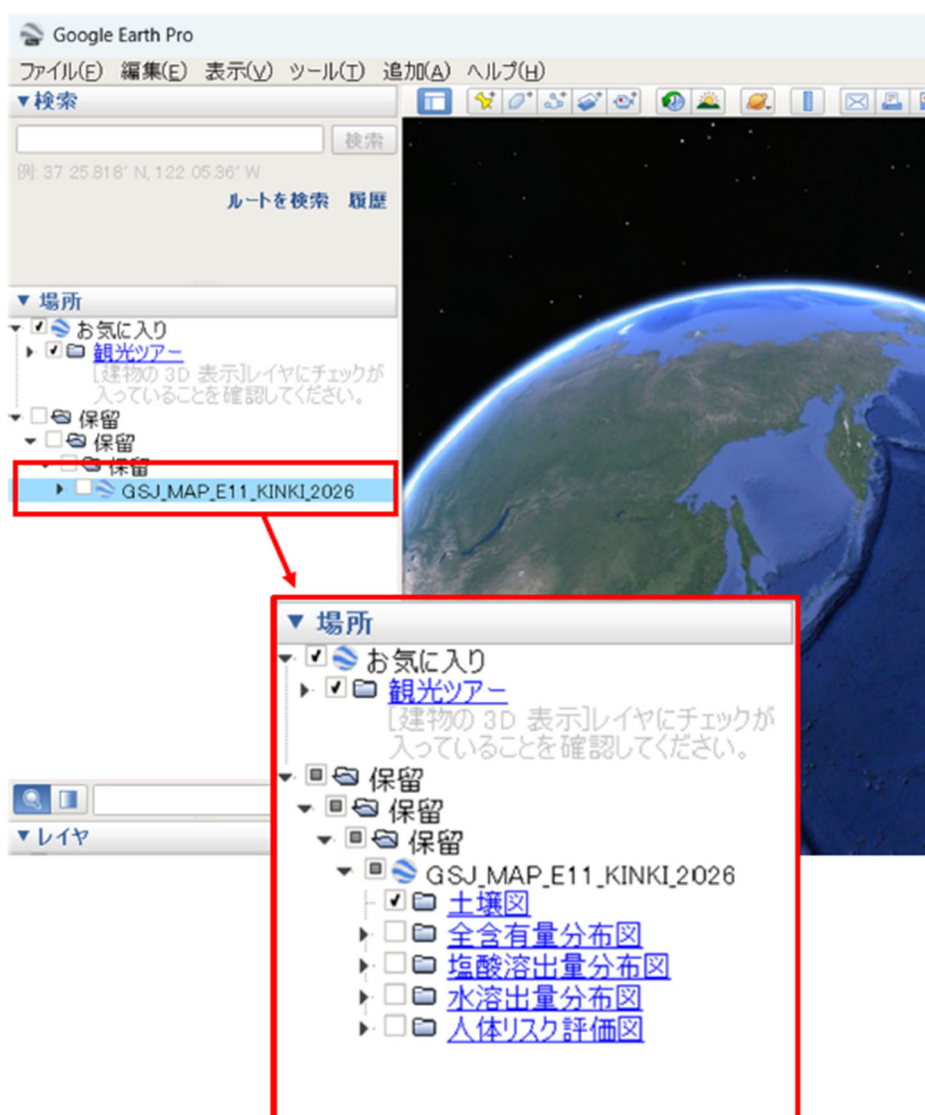 Google Earth Pro
ファイル(F) 編集(E) 表示(V) ツール(T) 追加(A) ヘルプ(H)
▼検索
検索
例: 37 25.818' N, 122 05.36' W
ルートを検索 履歴
▼ 場所
お気に入り
観光ツアー
[建物の 3D 表示]レイヤにチェックが
入っていることを確認してください。
保留
保留
保留
GSJ_MAP_E11_KINKI_2026
▼レイヤ
▼ 場所
お気に入り
観光ツアー
[建物の 3D 表示]レイヤにチェックが
入っていることを確認してください。
保留
保留
保留
GSJ_MAP_E11_KINKI_2026
土壌図
全含有量分布図
塩酸溶出量分布図
水溶出量分布図
人体リスク評価図